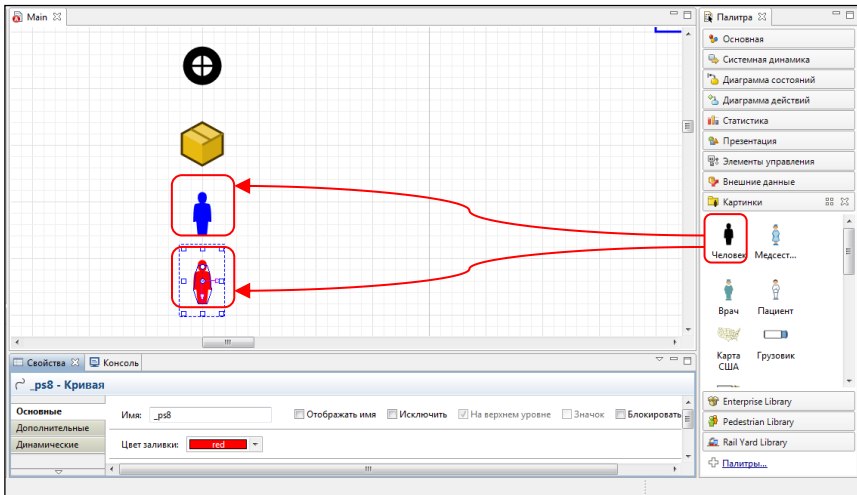 Main
Палитра
Основная
Системная динамика
Диаграмма состояний
Диаграмма действий
Статистика
Презентация
Элементы управления
Внешние данные
Картинки
Человек Медсест...
Врач Пациент
Карта США Грузовик
Enterprise Library
Pedestrian Library
Rail Yard Library
Палитры...
Свойства Консоль
_ps8 - Кривая
Основные
Дополнительные
Динамические
Имя: _ps8 Отображать имя Исключить На верхнем уровне Значок Блокировать
Цвет заливки: red